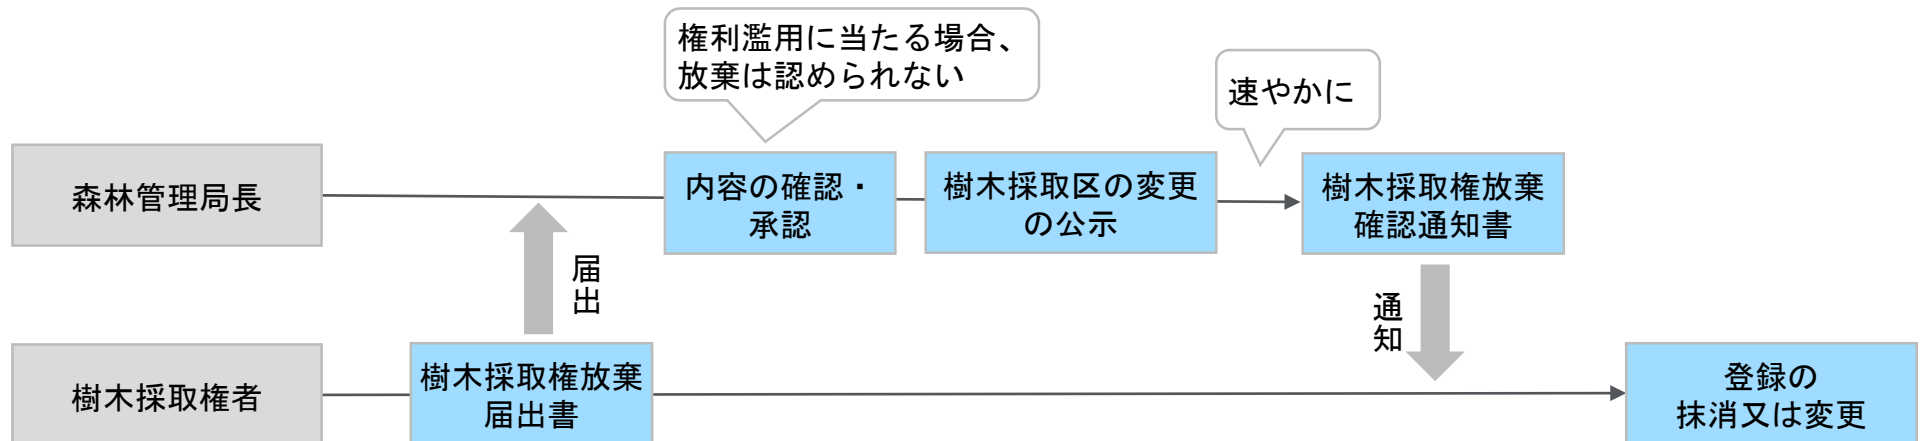 権利濫用に当たる場合、
放棄は認められない
速やかに
森林管理局長
内容の確認・
承認
樹木採取区の変更
の公示
樹木採取権放棄
確認通知書
届出
通知
樹木採取権者
樹木採取権放棄
届出書
登録の
抹消又は変更